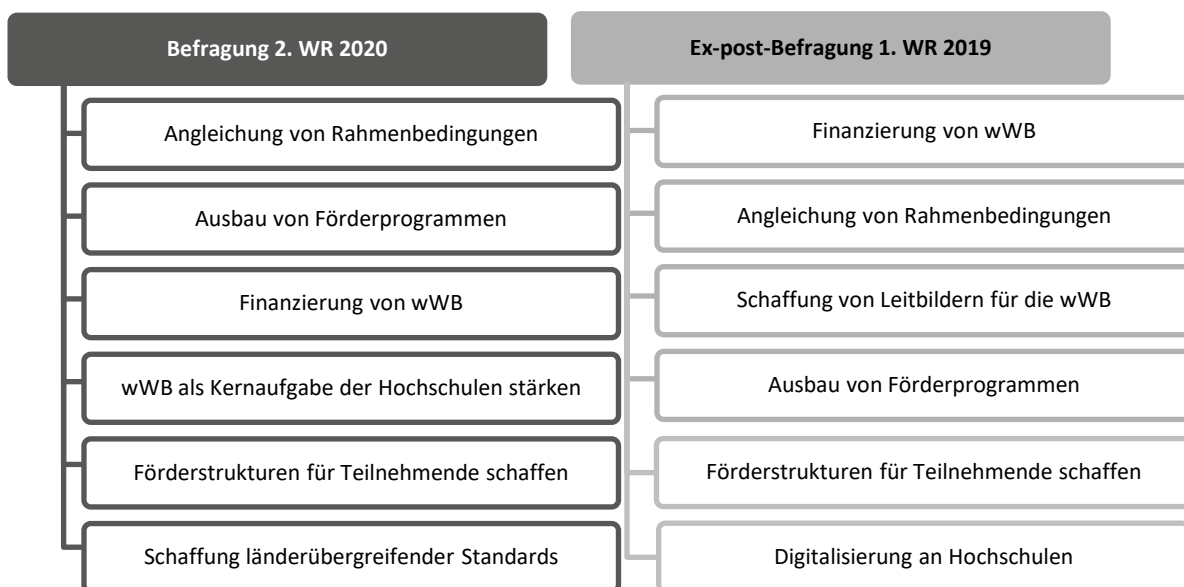 Befragung 2. WR 2020
Angleichung von Rahmenbedingungen
Ausbau von Förderprogrammen
Finanzierung von wWB
wWB als Kernaufgabe der Hochschulen stärken
Förderstrukturen für Teilnehmende schaffen
Schaffung länderübergreifender Standards
Ex-post-Befragung 1. WR 2019
Finanzierung von wWB
Angleichung von Rahmenbedingungen
Schaffung von Leitbildern für die wWB
Ausbau von Förderprogrammen
Förderstrukturen für Teilnehmende schaffen
Digitalisierung an Hochschulen